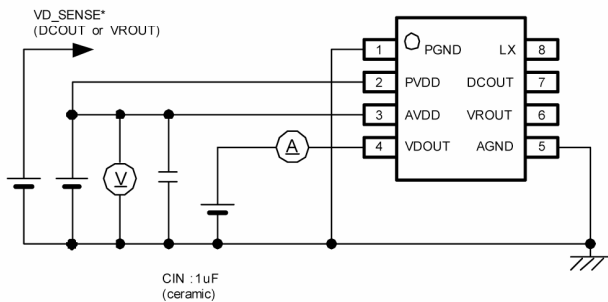 VD_SENSE*
(DCOUT or VROUT)
1 PGND LX 8
2 PVDD DCOUT 7
3 AVDD VROUT 6
4 VDOUT AGND 5
V
A
CIN : 1uF
(ceramic)